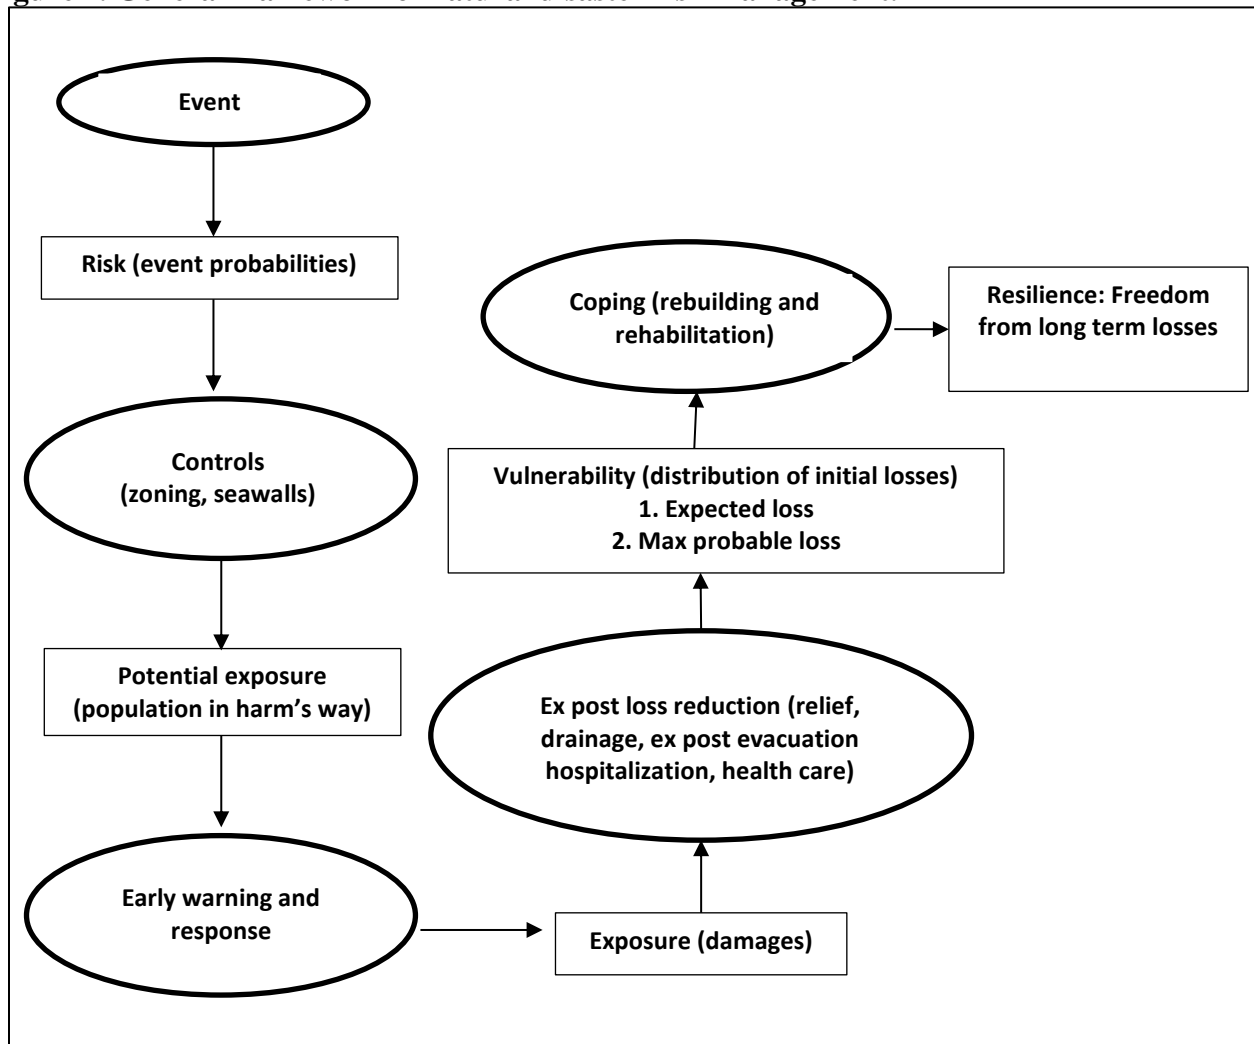 Event
Risk (event probabilities)
Controls
(zoning, seawalls)
Potential exposure
(population in harm’s way)
Early warning and
response
Exposure (damages)
Ex post loss reduction (relief,
drainage, ex post evacuation
hospitalization, health care)
Vulnerability (distribution of initial losses)
1. Expected loss
2. Max probable loss
Coping (rebuilding and
rehabilitation)
Resilience: Freedom
from long term losses